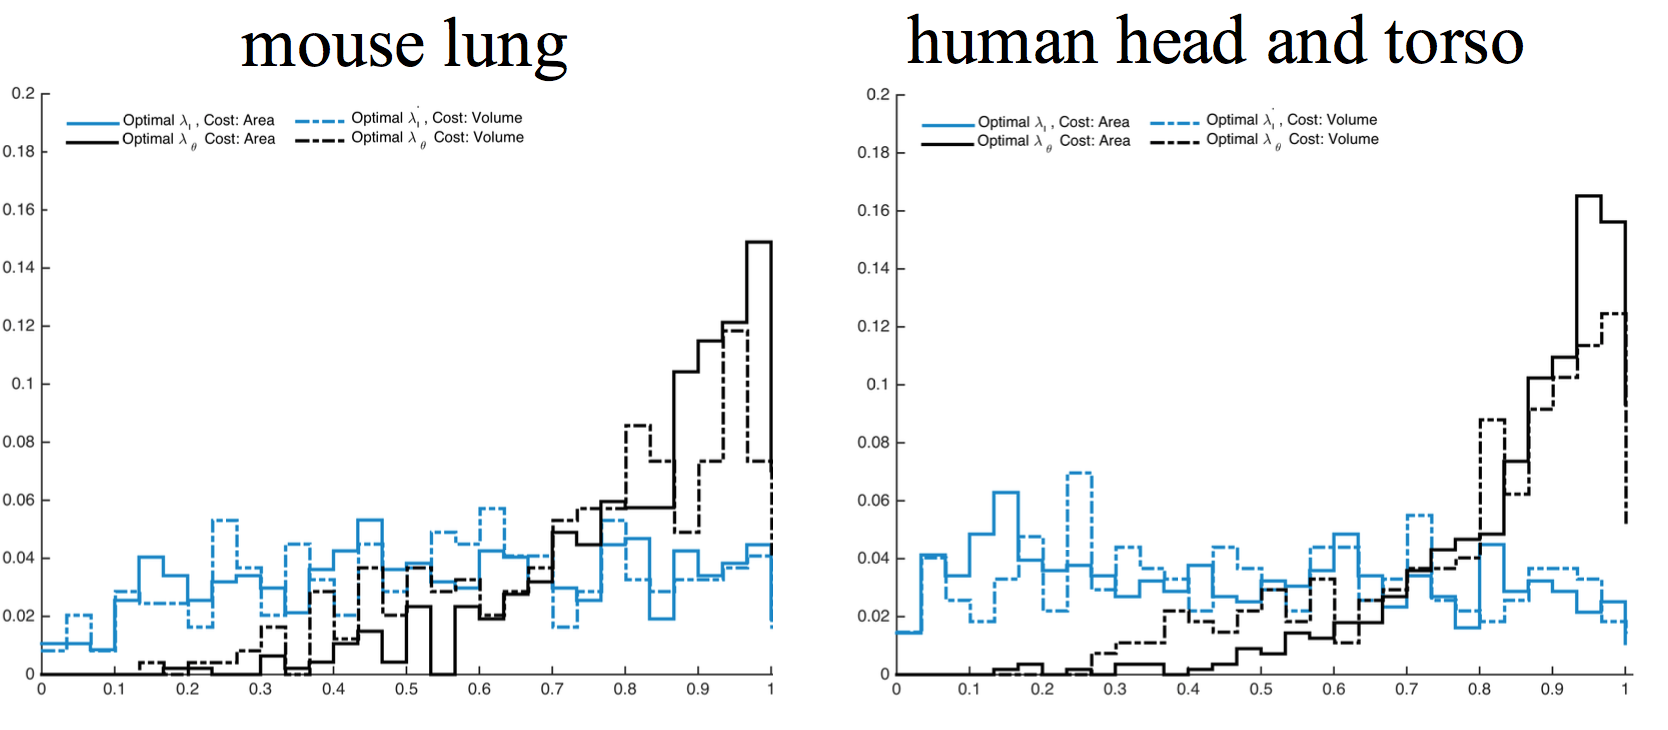 mouse lung
human head and torso
Optimal λ₁ , Cost: Area
Optimal λ₁ , Cost: Volume
Optimal λ θ Cost: Area
Optimal λ θ Cost: Volume
0.2
0.18
0.16
0.14
0.12
0.1
0.08
0.06
0.04
0.02
0
0 0.1 0.2 0.3 0.4 0.5 0.6 0.7 0.8 0.9 1
Optimal λ₁ , Cost: Area
Optimal λ₁ , Cost: Volume
Optimal λ θ Cost: Area
Optimal λ θ Cost: Volume
0.2
0.18
0.16
0.14
0.12
0.1
0.08
0.06
0.04
0.02
0
0 0.1 0.2 0.3 0.4 0.5 0.6 0.7 0.8 0.9 1